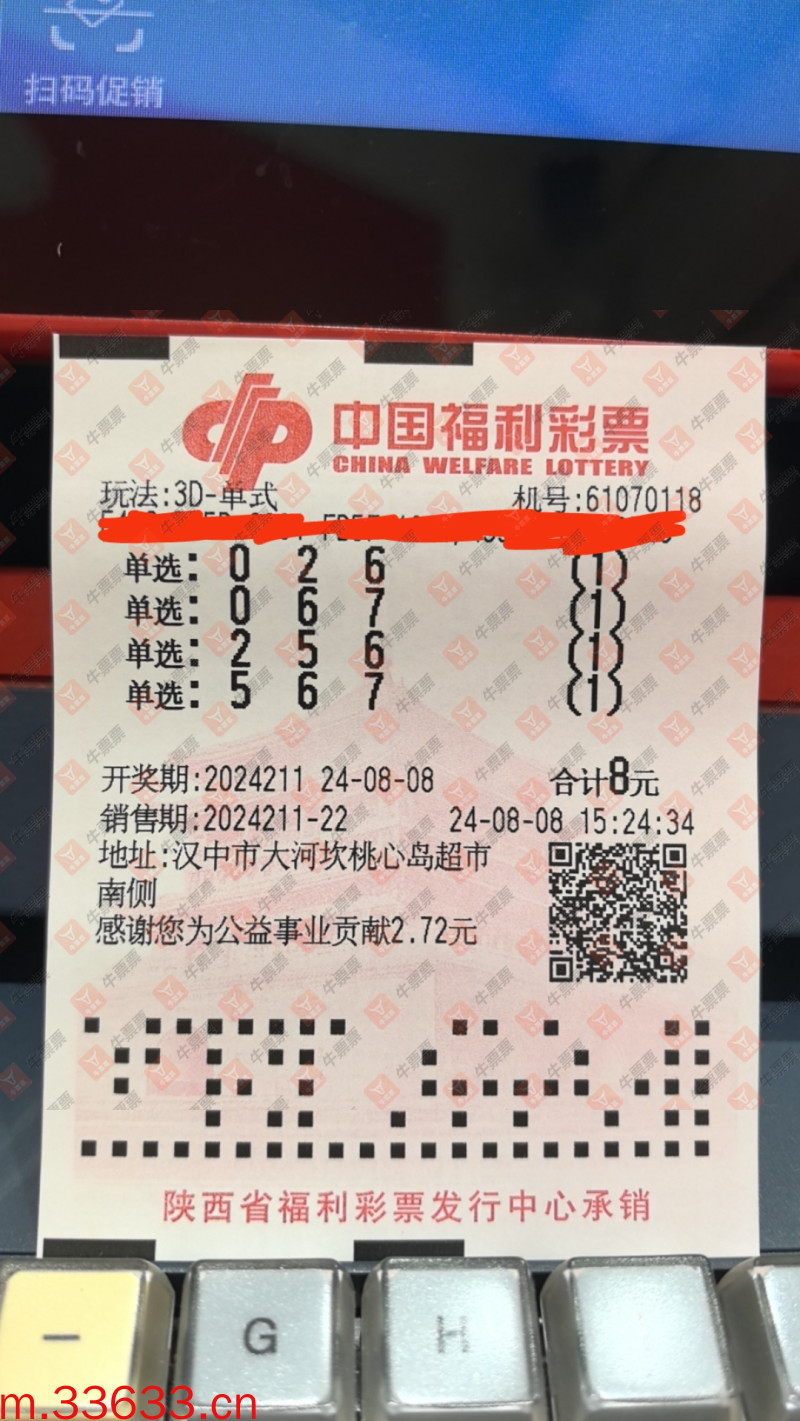 扫码促销
中国福利彩票
CHINA WELFARE LOTTERY
玩法:3D-单式 机号:61070118
单选: 0 2 6 (1)
单选: 0 6 7 (1)
单选: 2 5 6 (1)
单选: 5 6 7 (1)
开奖期:2024211 24-08-08 合计8元
销售期:2024211-22 24-08-08 15:24:34
地址:汉中市大河坎桃心岛超市
南侧
感谢您为公益事业贡献2.72元
陕西省福利彩票发行中心承销
牛票票
— G
m.33633.cn